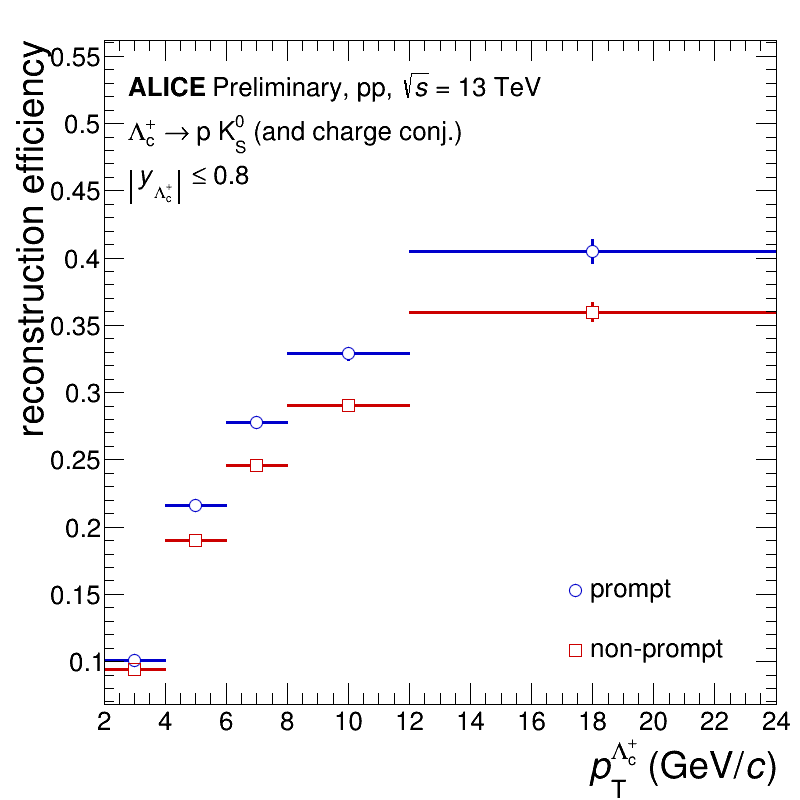 reconstruction efficiency
0.55
0.5
0.45
0.4
0.35
0.3
0.25
0.2
0.15
0.1
ALICE Preliminary, pp, √s = 13 TeV
Λc+ → p KS0 (and charge conj.)
|yΛc+| ≤ 0.8
prompt
non-prompt
2 4 6 8 10 12 14 16 18 20 22 24
pTΛc+ (GeV/c)